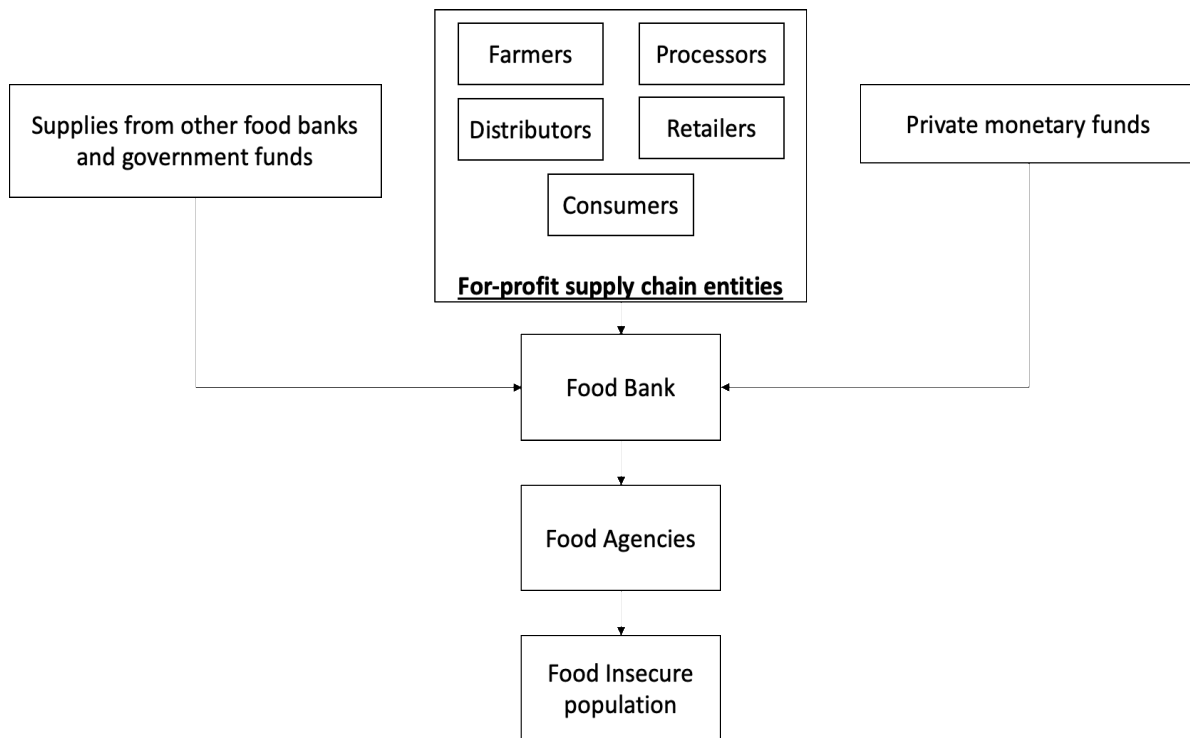 Farmers
Processors
Distributors
Retailers
Consumers
For-profit supply chain entities
Supplies from other food banks
and government funds
Private monetary funds
Food Bank
Food Agencies
Food Insecure
population